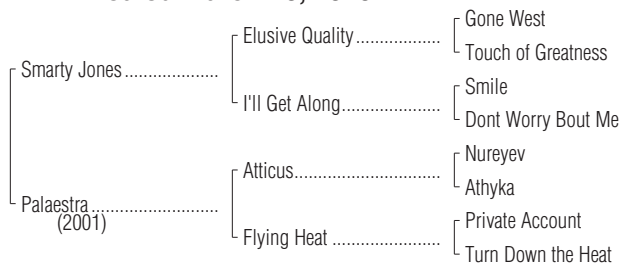 Gone West
Elusive Quality
Touch of Greatness
Smarty Jones
Smile
I'll Get Along
Dont Worry Bout Me
Nureyev
Atticus
Athyka
Palaestra
(2001)
Private Account
Flying Heat
Turn Down the Heat